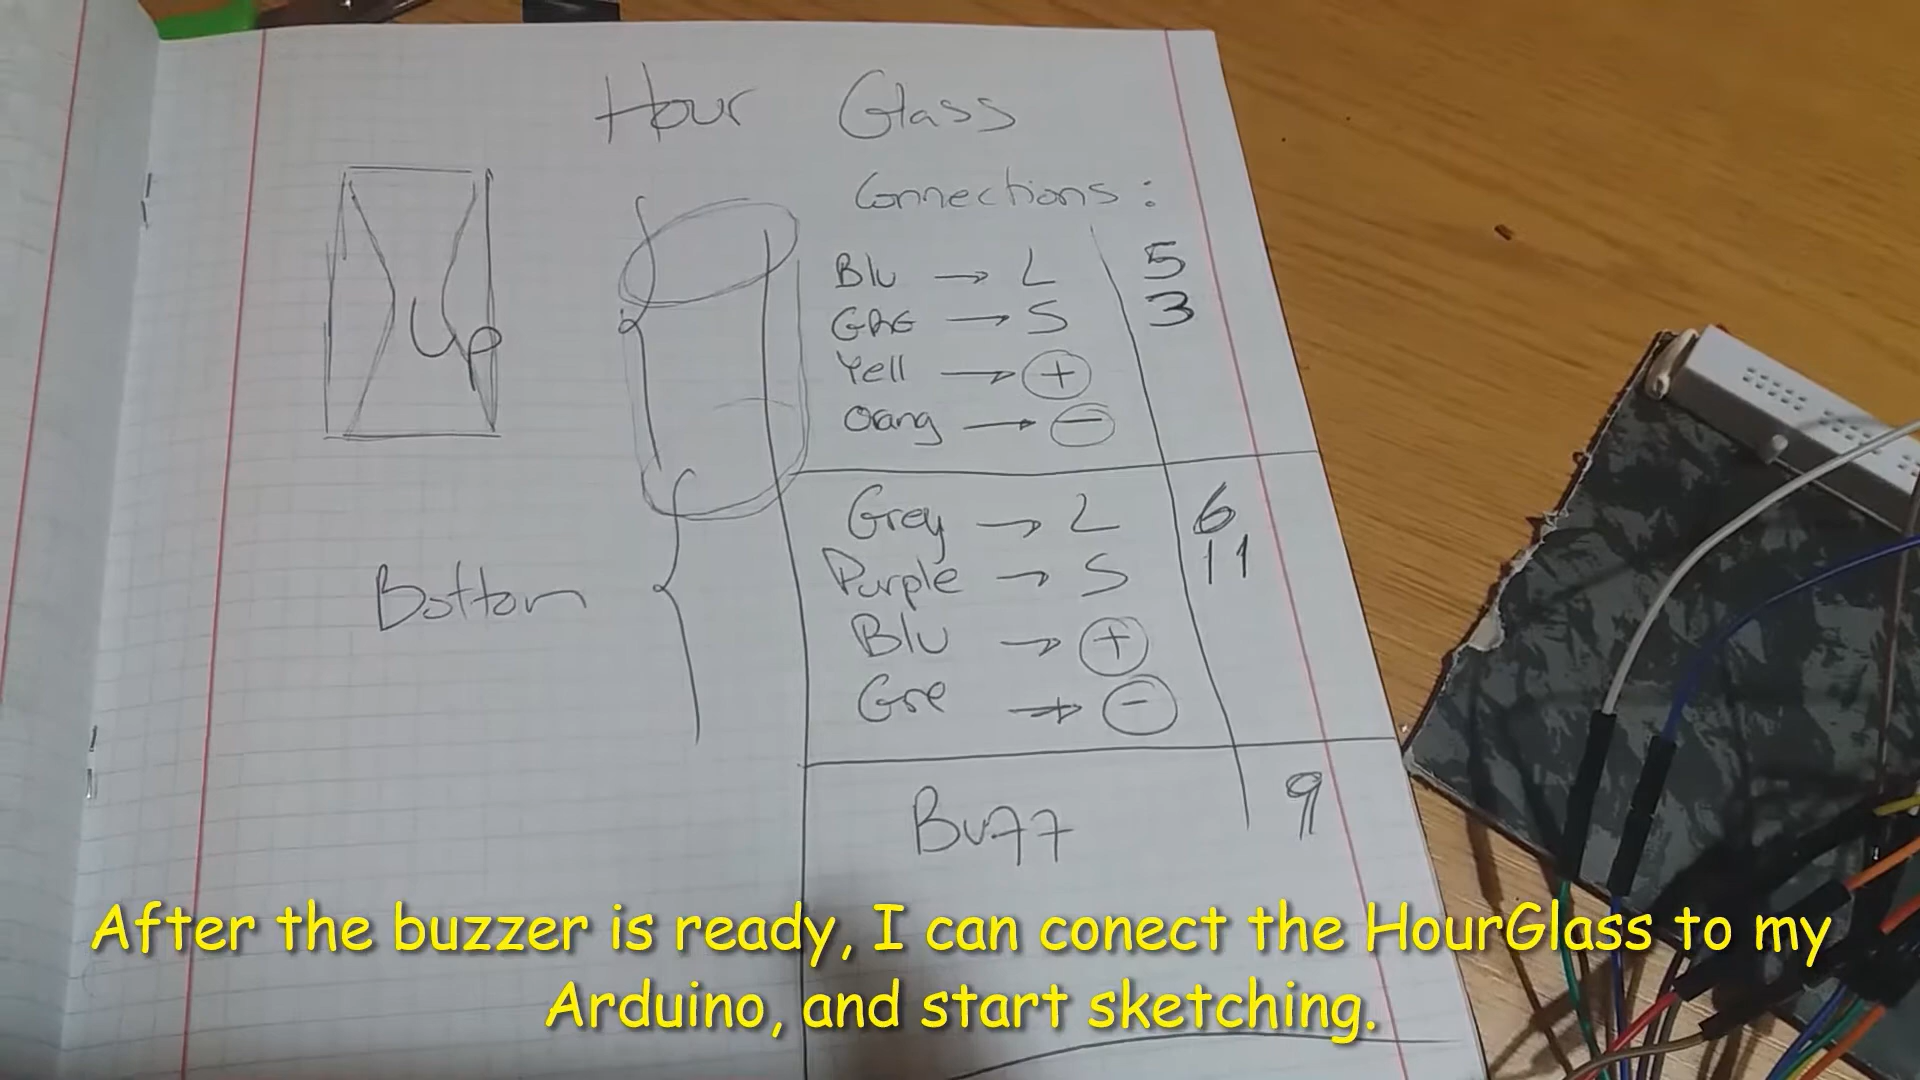 Hour Glass
Connections:
Blu → L 5
GRE → S 3
Yell → +
Orang → −
Up
Grey → L 6
Purple → S 11
Blu → +
Gre → −
Bottom
Buzz 9
After the buzzer is ready, I can conect the HourGlass to my
Arduino, and start sketching.